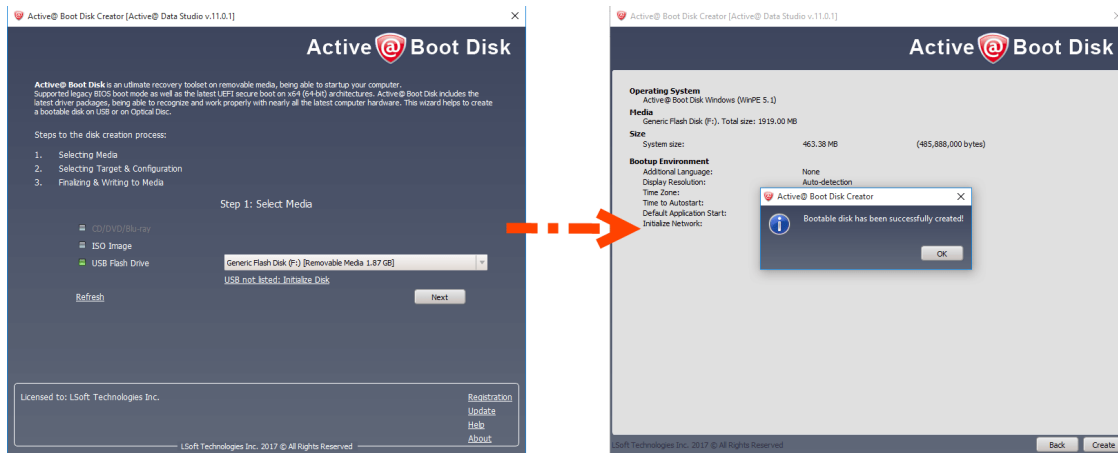 Active@ Boot Disk Creator [Active@ Data Studio v.11.0.1]
Active@ Boot Disk
Active@ Boot Disk is an utlimate recovery toolset on removable media, being able to startup your computer.
Supported legacy BIOS boot mode as well as the latest UEFI secure boot on x64 (64-bit) architectures. Active@ Boot Disk includes the
latest driver packages, being able to recognize and work properly with nearly all the latest computer hardware. This wizard helps to create
a bootable disk on USB or on Optical Disc.
Steps to the disk creation process:
1. Selecting Media
2. Selecting Target & Configuration
3. Finalizing & Writing to Media
Step 1: Select Media
CD/DVD/Blu-ray
ISO Image
USB Flash Drive
Generic Flash Disk (F:) [Removable Media 1.87 GB]
USB not listed: Initialize Disk
Refresh
Next
Licensed to: LSoft Technologies Inc.
Registration
Update
Help
About
LSoft Technologies Inc. 2017 © All Rights Reserved
Active@ Boot Disk Creator [Active@ Data Studio v.11.0.1]
Active@ Boot Disk
Operating System
Active@ Boot Disk Windows (WinPE 5.1)
Media
Generic Flash Disk (F:). Total size: 1919.00 MB
Size
System size: 463.38 MB (485,888,000 bytes)
Bootup Environment
Additional Language: None
Display Resolution: Auto-detection
Time Zone:
Time to Autostart:
Default Application Start:
Initialize Network:
Active@ Boot Disk Creator
Bootable disk has been successfully created!
OK
LSoft Technologies Inc. 2017 © All Rights Reserved
Back
Create